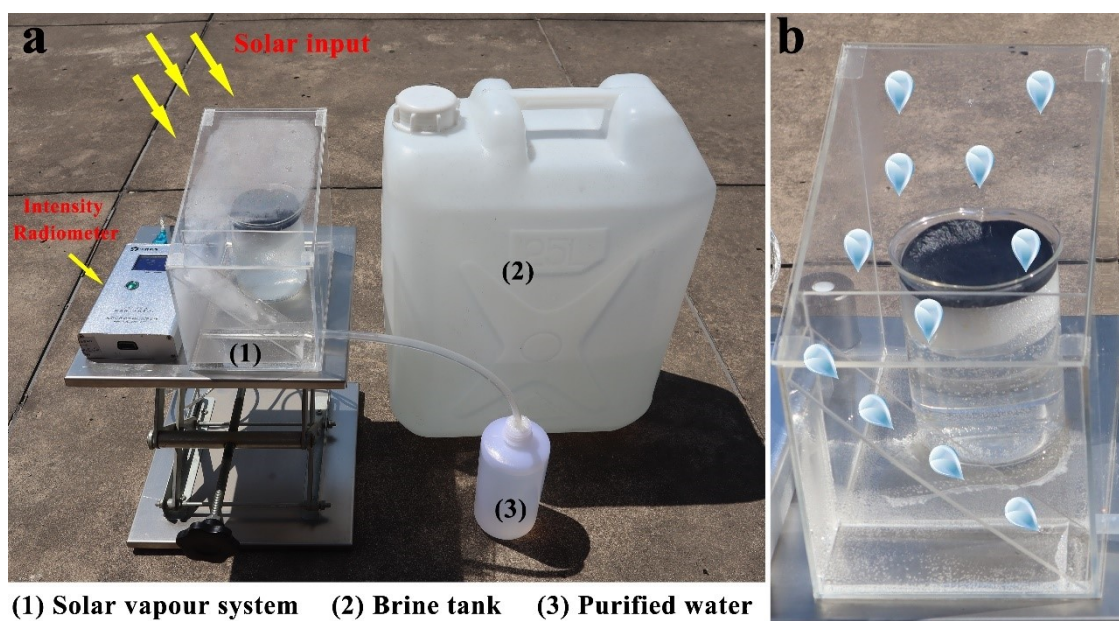 a
Solar input
Intensity
Radiometer
(1)
(2)
(3)
b
(1) Solar vapour system (2) Brine tank (3) Purified water